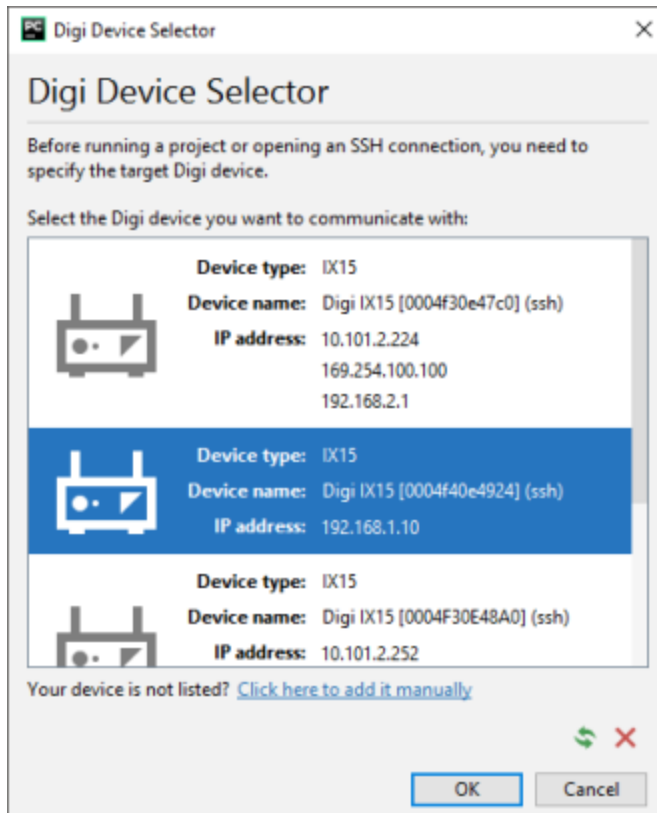 PC Digi Device Selector
Digi Device Selector
Before running a project or opening an SSH connection, you need to
specify the target Digi device.
Select the Digi device you want to communicate with:
Device type: IX15
Device name: Digi IX15 [0004f30e47c0] (ssh)
IP address: 10.101.2.224
169.254.100.100
192.168.2.1
Device type: IX15
Device name: Digi IX15 [0004f40e4924] (ssh)
IP address: 192.168.1.10
Device type: IX15
Device name: Digi IX15 [0004F30E48A0] (ssh)
IP address: 10.101.2.252
Your device is not listed? Click here to add it manually
OK Cancel